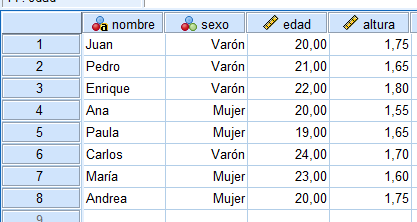 nombre sexo edad altura
1 Juan Varón 20,00 1,75
2 Pedro Varón 21,00 1,65
3 Enrique Varón 22,00 1,80
4 Ana Mujer 20,00 1,55
5 Paula Mujer 19,00 1,65
6 Carlos Varón 24,00 1,70
7 María Mujer 23,00 1,60
8 Andrea Mujer 20,00 1,75